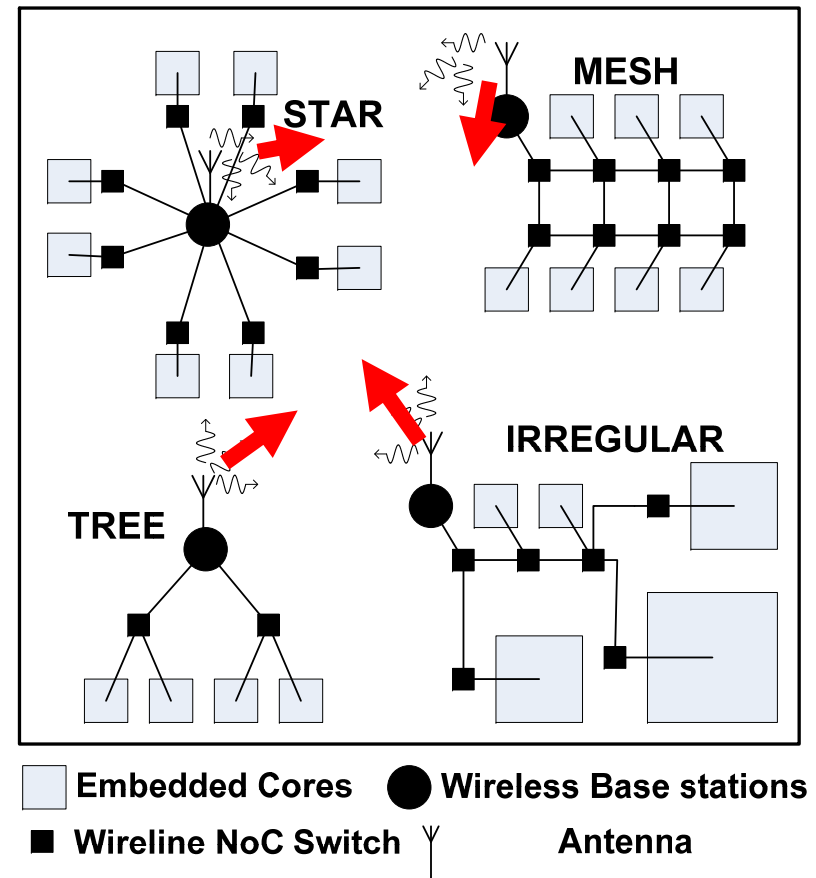 MESH
STAR
IRREGULAR
TREE
Embedded Cores
Wireless Base stations
Wireline NoC Switch
Antenna